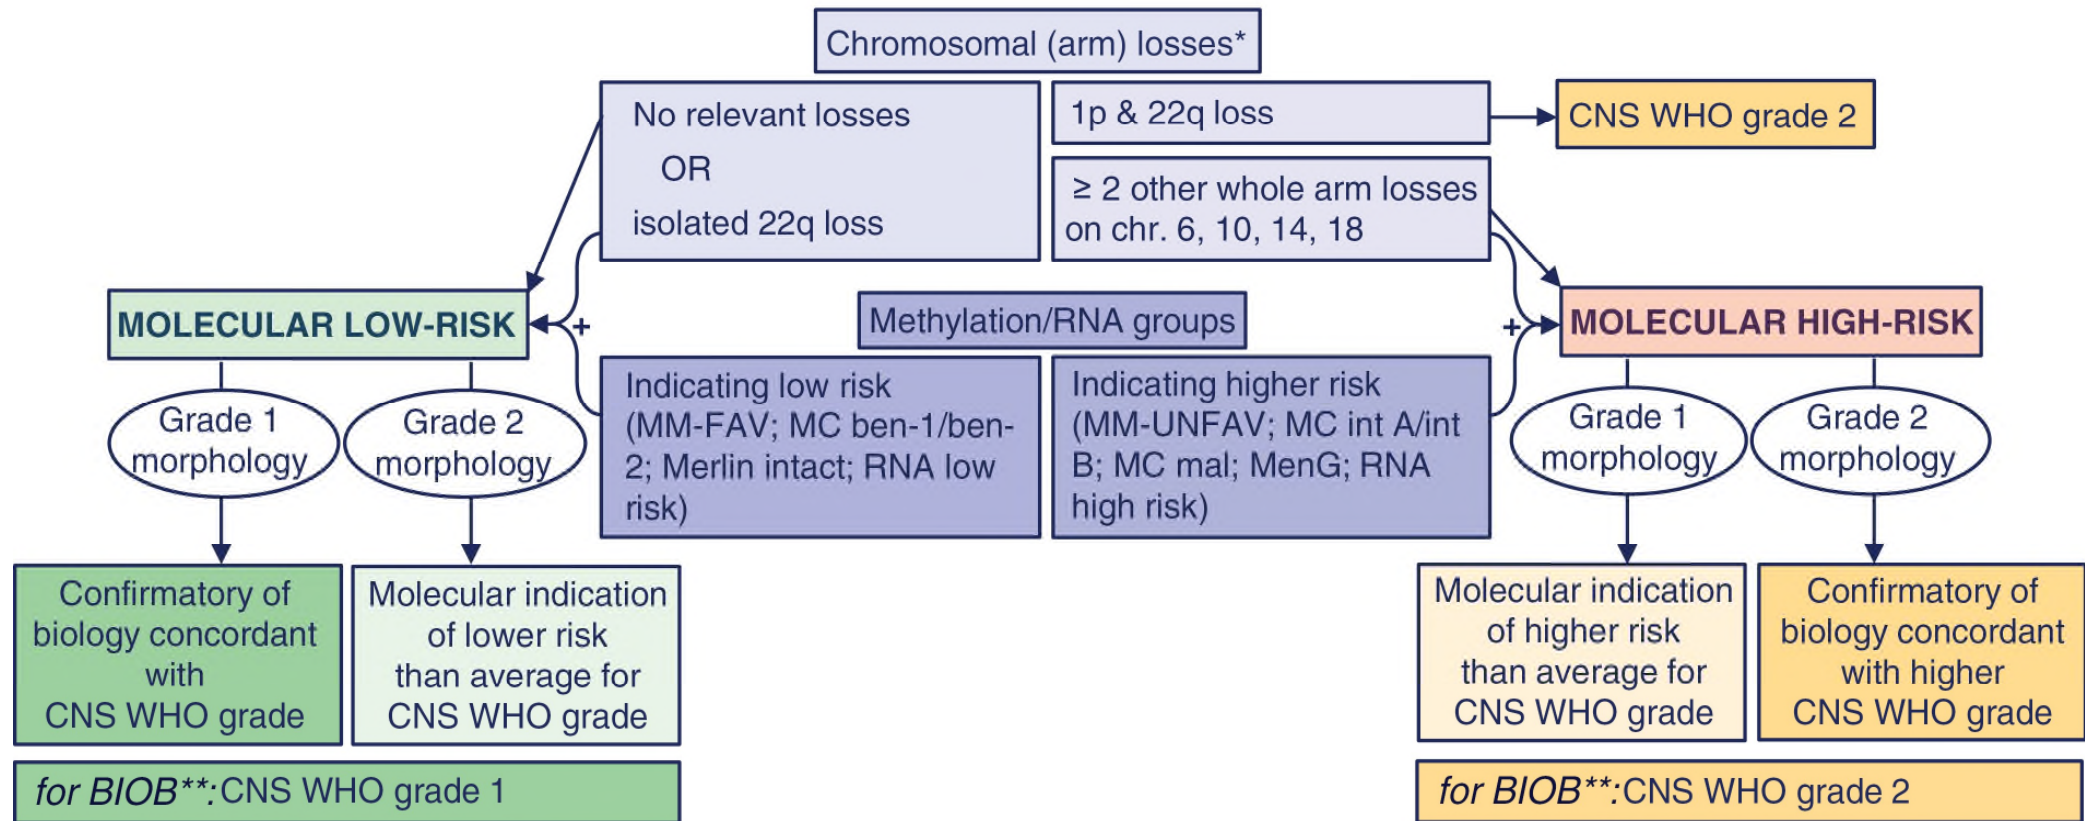 Chromosomal (arm) losses*
No relevant losses
OR
isolated 22q loss
1p & 22q loss
CNS WHO grade 2
≥ 2 other whole arm losses
on chr. 6, 10, 14, 18
MOLECULAR LOW-RISK
+
Methylation/RNA groups
+
MOLECULAR HIGH-RISK
Indicating low risk
(MM-FAV; MC ben-1/ben-
2; Merlin intact; RNA low
risk)
Indicating higher risk
(MM-UNFAV; MC int A/int
B; MC mal; MenG; RNA
high risk)
Grade 1
morphology
Grade 2
morphology
Grade 1
morphology
Grade 2
morphology
Confirmatory of
biology concordant
with
CNS WHO grade
Molecular indication
of lower risk
than average for
CNS WHO grade
Molecular indication
of higher risk
than average for
CNS WHO grade
Confirmatory of
biology concordant
with higher
CNS WHO grade
for BIOB**:CNS WHO grade 1
for BIOB**:CNS WHO grade 2